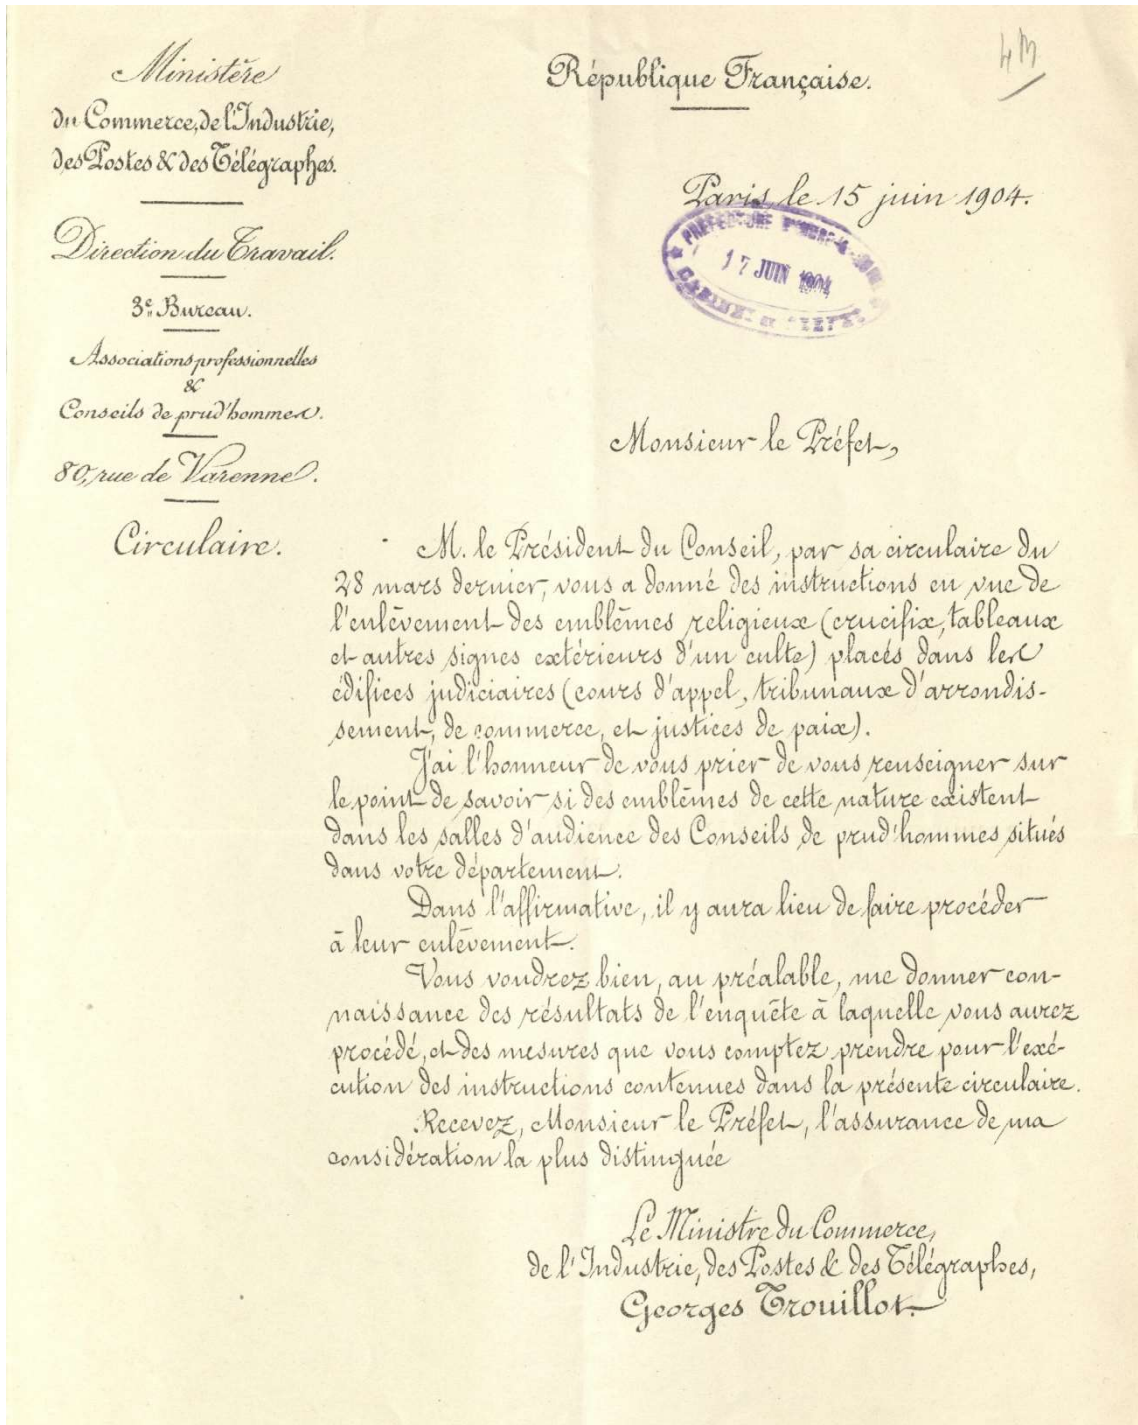 Ministère
du Commerce, de l'Industrie,
des Postes & des Télégraphes.
Direction du Travail.
3e Bureau.
Associations professionnelles
&
Conseils de prud'hommes.
80, rue de Varenne.
Circulaire.
République Française.
4M
Paris, le 15 juin 1904.
PREFECTURE
17 JUIN 1904
CABINET
Monsieur le Préfet,
M. le Président du Conseil, par sa circulaire du
28 mars dernier, vous a donné des instructions en vue de
l'enlèvement des emblèmes religieux (crucifix, tableaux
et autres signes extérieurs d'un culte) placés dans les
édifices judiciaires (cours d'appel, tribunaux d'arrondis-
sement, de commerce, et justices de paix).
J'ai l'honneur de vous prier de vous renseigner sur
le point de savoir si des emblèmes de cette nature existent
dans les salles d'audience des Conseils de prud'hommes situés
dans votre département.
Dans l'affirmative, il y aura lieu de faire procéder
à leur enlèvement.
Vous voudrez bien, au préalable, me donner con-
naissance des résultats de l'enquête à laquelle vous aurez
procédé, et des mesures que vous comptez prendre pour l'exé-
cution des instructions contenues dans la présente circulaire.
Recevez, Monsieur le Préfet, l'assurance de ma
considération la plus distinguée
Le Ministre du Commerce,
de l'Industrie, des Postes & des Télégraphes,
Georges Trouillot.